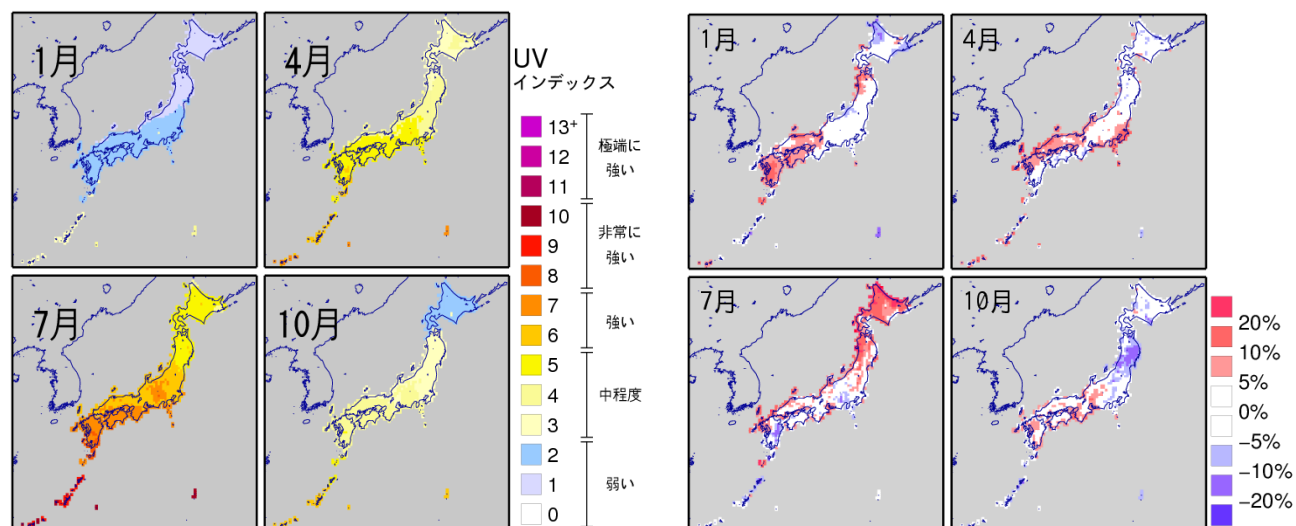 1月
4月
7月
10月
UV
インデックス
13+
12
11
10
9
8
7
6
5
4
3
2
1
0
極端に
強い
非常に
強い
強い
中程度
弱い
1月
4月
7月
10月
20%
10%
5%
0%
−5%
−10%
−20%